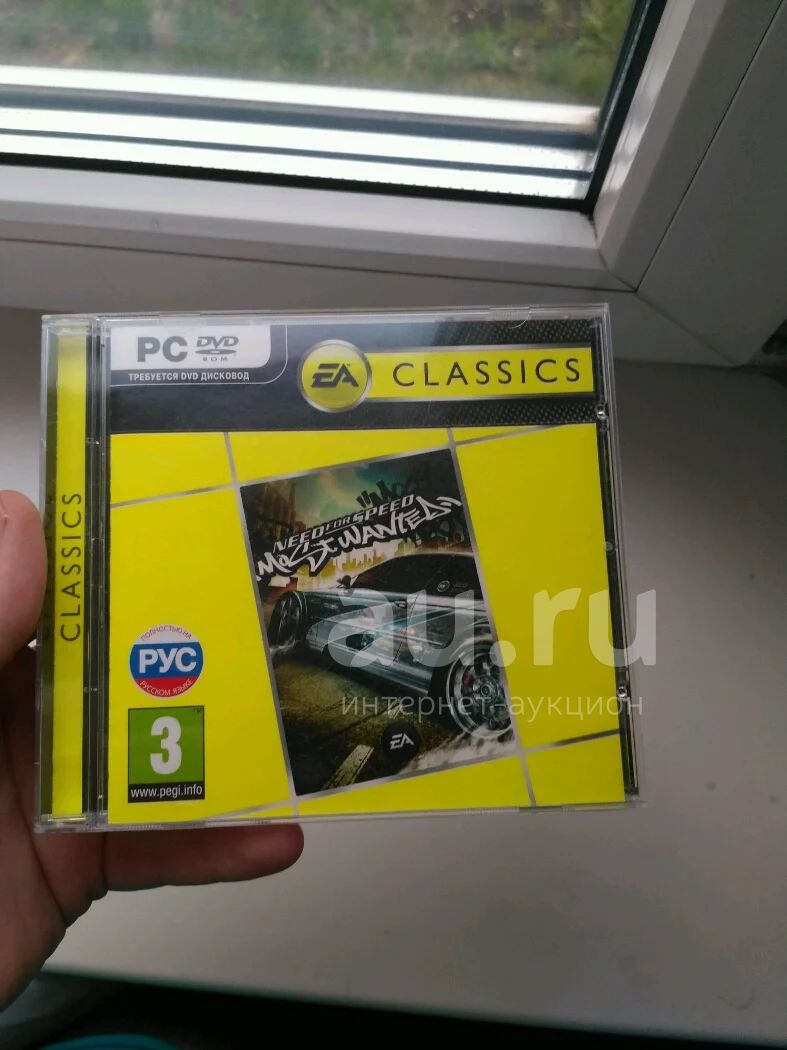 PC DVD
ROM
ТРЕБУЕТСЯ DVD ДИСКОВОД
EA CLASSICS
CLASSICS
NEED FOR SPEED
MOST WANTED
ПОЛНОСТЬЮ НА
РУС
РУССКОМ ЯЗЫКЕ
3
www.pegi.info
EA
au.ru
интернет-аукцион